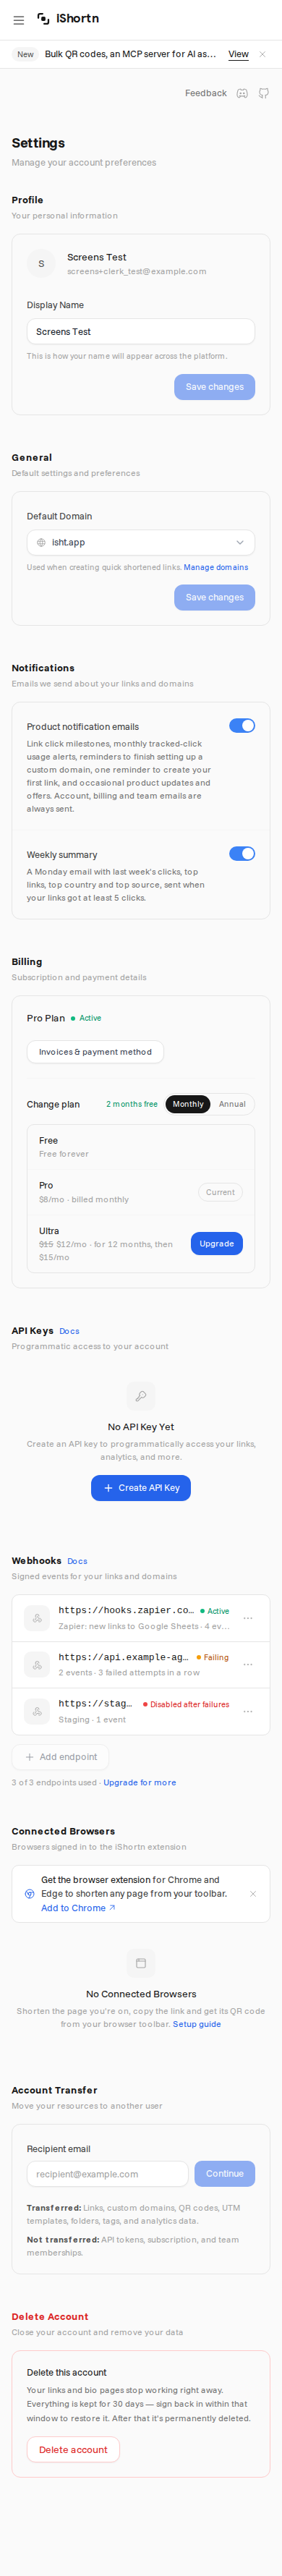 IShortn
New Bulk QR codes, an MCP server for AI as... View
Feedback
Settings
Manage your account preferences
Profile
Your personal information
S
Screens Test
screens+clerk_test@example.com
Display Name
Screens Test
This is how your name will appear across the platform.
Save changes
General
Default settings and preferences
Default Domain
isht.app
Used when creating quick shortened links. Manage domains
Save changes
Notifications
Emails we send about your links and domains
Product notification emails
Link click milestones, monthly tracked-click
usage alerts, reminders to finish setting up a
custom domain, one reminder to create your
first link, and occasional product updates and
offers. Account, billing and team emails are
always sent.
Weekly summary
A Monday email with last week's clicks, top
links, top country and top source, sent when
your links got at least 5 clicks.
Billing
Subscription and payment details
Pro Plan Active
Invoices & payment method
Change plan 2 months free Monthly Annual
Free
Free forever
Pro
$8/mo · billed monthly
Current
Ultra
$15 $12/mo · for 12 months, then
$15/mo
Upgrade
API Keys Docs
Programmatic access to your account
No API Key Yet
Create an API key to programmatically access your links,
analytics, and more.
+ Create API Key
Webhooks Docs
Signed events for your links and domains
https://hooks.zapier.co... Active
Zapier: new links to Google Sheets · 4 ev...
https://api.example-ag... Failing
2 events · 3 failed attempts in a row
https://stag... Disabled after failures
Staging · 1 event
+ Add endpoint
3 of 3 endpoints used · Upgrade for more
Connected Browsers
Browsers signed in to the iShortn extension
Get the browser extension for Chrome and
Edge to shorten any page from your toolbar.
Add to Chrome ↗
No Connected Browsers
Shorten the page you're on, copy the link and get its QR code
from your browser toolbar. Setup guide
Account Transfer
Move your resources to another user
Recipient email
recipient@example.com
Continue
Transferred: Links, custom domains, QR codes, UTM
templates, folders, tags, and analytics data.
Not transferred: API tokens, subscription, and team
memberships.
Delete Account
Close your account and remove your data
Delete this account
Your links and bio pages stop working right away.
Everything is kept for 30 days — sign back in within that
window to restore it. After that it's permanently deleted.
Delete account